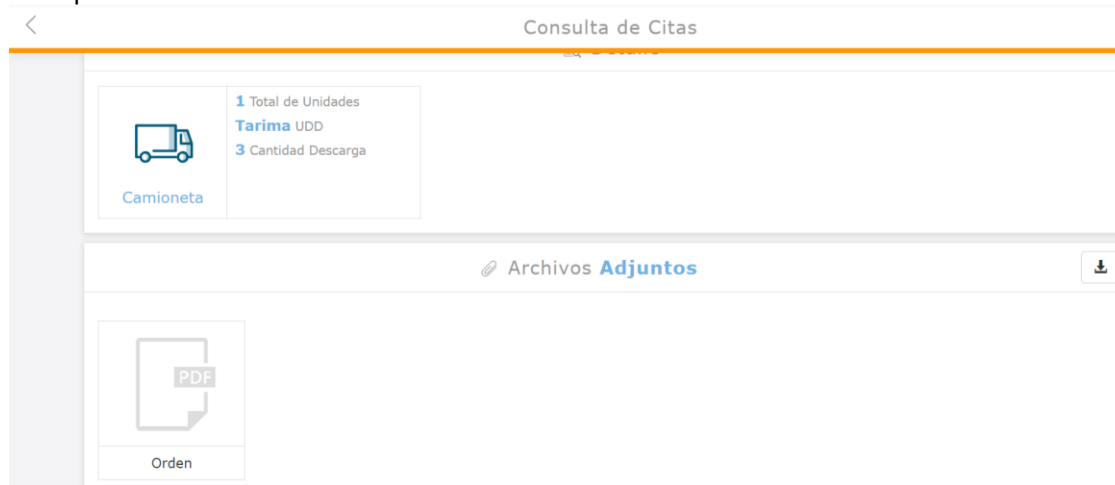 Consulta de Citas
1 Total de Unidades
Tarima UDD
3 Cantidad Descarga
Camioneta
Archivos Adjuntos
PDF
Orden